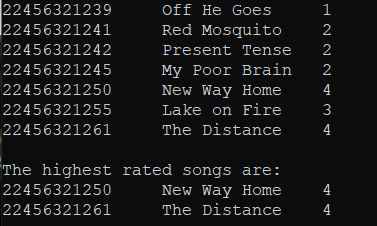 22456321239 Off He Goes 1
22456321241 Red Mosquito 2
22456321242 Present Tense 2
22456321245 My Poor Brain 2
22456321250 New Way Home 4
22456321255 Lake on Fire 3
22456321261 The Distance 4
The highest rated songs are:
22456321250 New Way Home 4
22456321261 The Distance 4